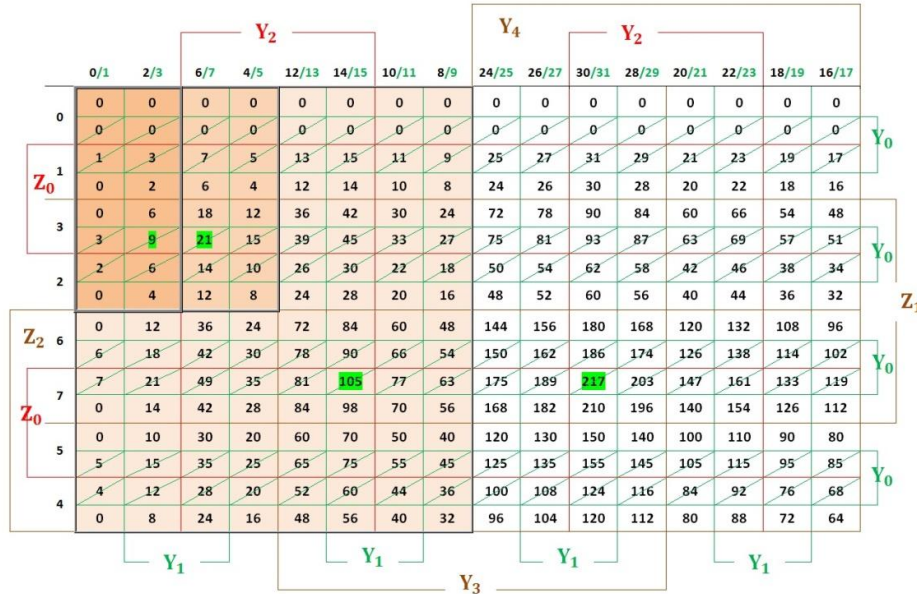 Y4
Y2 Y2
0/1 2/3 6/7 4/5 12/13 14/15 10/11 8/9 24/25 26/27 30/31 28/29 20/21 22/23 18/19 16/17
0 0 0 0 0 0 0 0 0 0 0 0 0 0 0 0
0
0 0 0 0 0 0 0 0 0 0 0 0 0 0 0 0 Y0
1 3 7 5 13 15 11 9 25 27 31 29 21 23 19 17
Z0 1
0 2 6 4 12 14 10 8 24 26 30 28 20 22 18 16
0 6 18 12 36 42 30 24 72 78 90 84 60 66 54 48
3
3 9 21 15 39 45 33 27 75 81 93 87 63 69 57 51 Y0
2 6 14 10 26 30 22 18 50 54 62 58 42 46 38 34
2
0 4 12 8 24 28 20 16 48 52 60 56 40 44 36 32 Z1
Z2 0 12 36 24 72 84 60 48 144 156 180 168 120 132 108 96
6
6 18 42 30 78 90 66 54 150 162 186 174 126 138 114 102 Y0
7 21 49 35 81 105 77 63 175 189 217 203 147 161 133 119
Z0 7
0 14 42 28 84 98 70 56 168 182 210 196 140 154 126 112
0 10 30 20 60 70 50 40 120 130 150 140 100 110 90 80
5
5 15 35 25 65 75 55 45 125 135 155 145 105 115 95 85 Y0
4 12 28 20 52 60 44 36 100 108 124 116 84 92 76 68
4
0 8 24 16 48 56 40 32 96 104 120 112 80 88 72 64
Y1 Y1 Y1 Y1
Y3